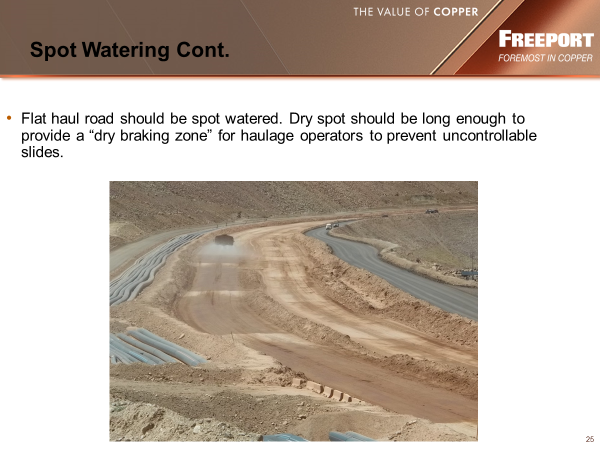 THE VALUE OF COPPER
FREEPORT
FOREMOST IN COPPER
Spot Watering Cont.
• Flat haul road should be spot watered. Dry spot should be long enough to
provide a “dry braking zone” for haulage operators to prevent uncontrollable
slides.
25